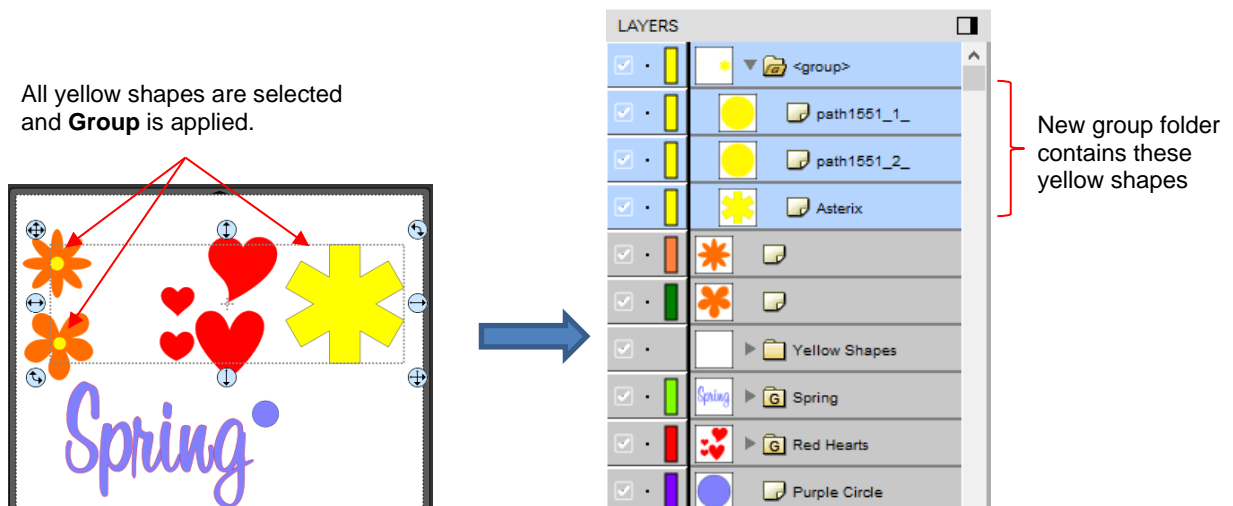 All yellow shapes are selected
and Group is applied.
Spring
LAYERS
<group>
path1551_1_
path1551_2_
Asterix
Yellow Shapes
Spring G Spring
G Red Hearts
Purple Circle
New group folder
contains these
yellow shapes